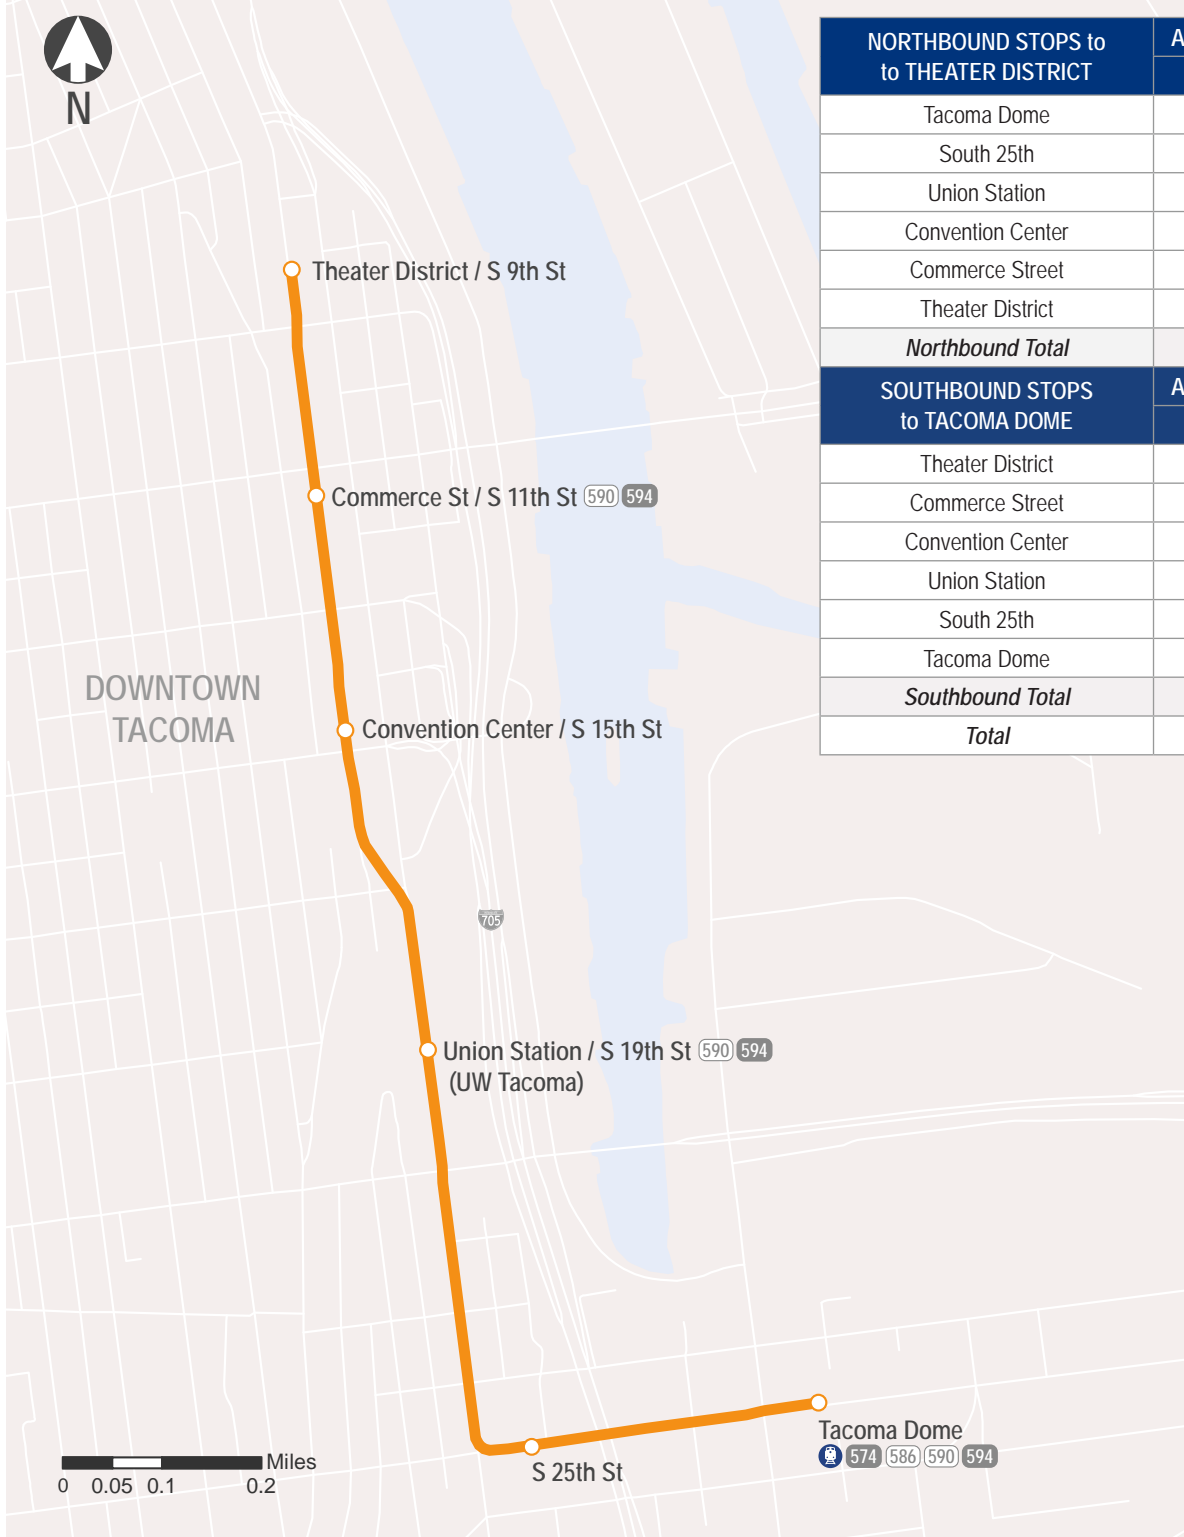 N
NORTHBOUND STOPS to
to THEATER DISTRICT
A
Tacoma Dome
South 25th
Union Station
Convention Center
Commerce Street
Theater District
Northbound Total
SOUTHBOUND STOPS
to TACOMA DOME
A
Theater District
Commerce Street
Convention Center
Union Station
South 25th
Tacoma Dome
Southbound Total
Total
Theater District / S 9th St
Commerce St / S 11th St 590 594
DOWNTOWN
TACOMA
Convention Center / S 15th St
705
Union Station / S 19th St 590 594
(UW Tacoma)
Tacoma Dome
574 586 590 594
S 25th St
Miles
0 0.05 0.1 0.2